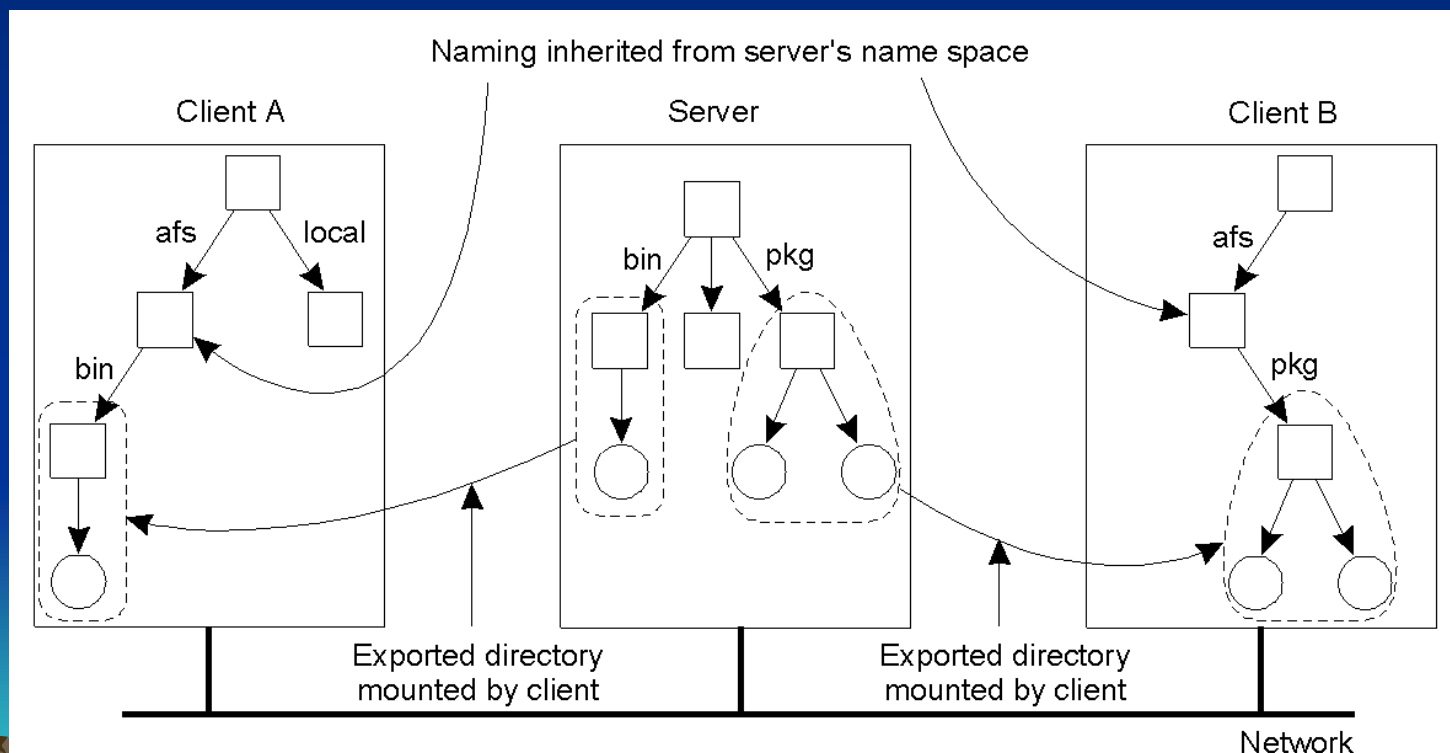 Naming inherited from server's name space
Client A
Server
Client B
afs
local
bin
bin
pkg
afs
pkg
Exported directory
mounted by client
Exported directory
mounted by client
Network